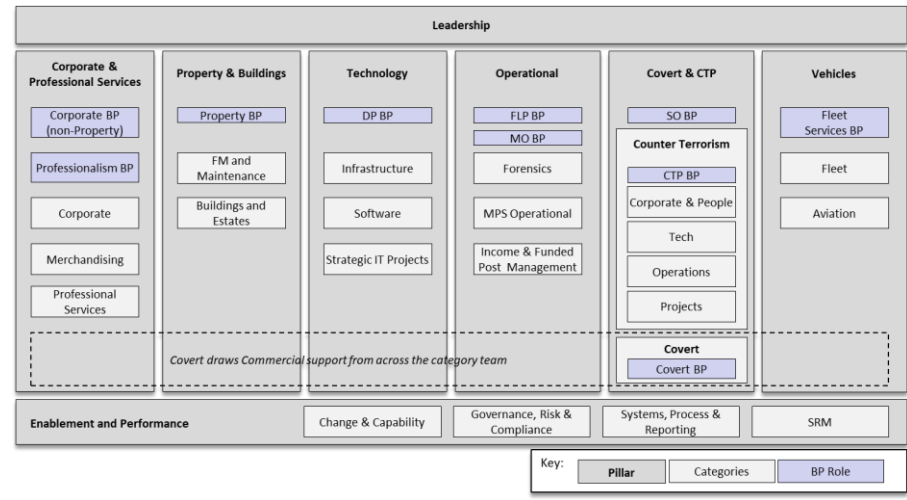 Leadership
Corporate &
Professional Services
Corporate BP
(non-Property)
Professionalism BP
Corporate
Merchandising
Professional
Services
Property & Buildings
Property BP
FM and
Maintenance
Buildings and
Estates
Technology
DP BP
Infrastructure
Software
Strategic IT Projects
Operational
FLP BP
MO BP
Forensics
MPS Operational
Income & Funded
Post Management
Covert & CTP
SO BP
Counter Terrorism
CTP BP
Corporate & People
Tech
Operations
Projects
Covert
Covert BP
Vehicles
Fleet
Services BP
Fleet
Aviation
Covert draws Commercial support from across the category team
Enablement and Performance
Change & Capability
Governance, Risk &
Compliance
Systems, Process &
Reporting
SRM
Key:
Pillar
Categories
BP Role